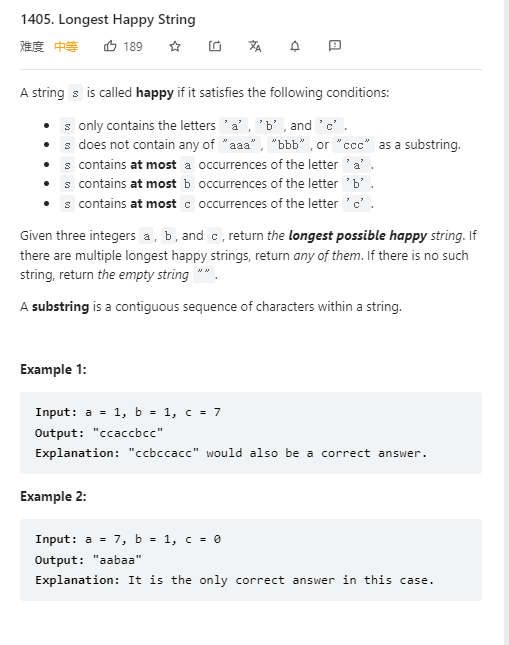 1405. Longest Happy String
难度 中等 189
A string s is called happy if it satisfies the following conditions:
• s only contains the letters 'a', 'b', and 'c'.
• s does not contain any of "aaa", "bbb", or "ccc" as a substring.
• s contains at most a occurrences of the letter 'a'.
• s contains at most b occurrences of the letter 'b'.
• s contains at most c occurrences of the letter 'c'.
Given three integers a, b, and c, return the longest possible happy string. If
there are multiple longest happy strings, return any of them. If there is no such
string, return the empty string "".
A substring is a contiguous sequence of characters within a string.
Example 1:
Input: a = 1, b = 1, c = 7
Output: "ccaccbcc"
Explanation: "ccbccacc" would also be a correct answer.
Example 2:
Input: a = 7, b = 1, c = 0
Output: "aabaa"
Explanation: It is the only correct answer in this case.